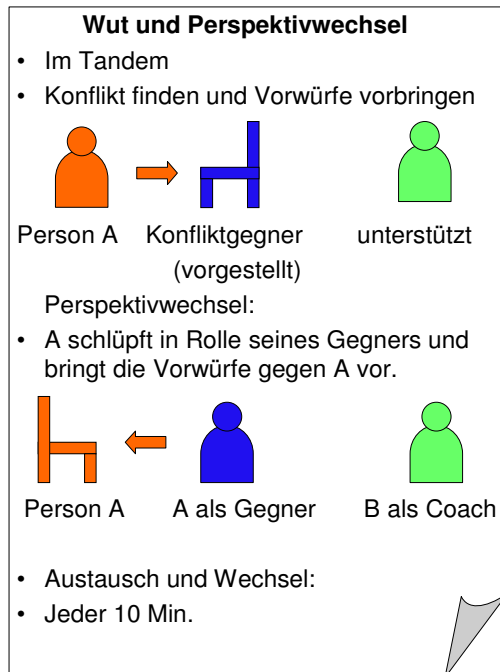 Wut und Perspektivwechsel
• Im Tandem
• Konflikt finden und Vorwürfe vorbringen
Person A Konfliktgegner unterstützt
(vorgestellt)
Perspektivwechsel:
• A schlüpft in Rolle seines Gegners und
bringt die Vorwürfe gegen A vor.
Person A A als Gegner B als Coach
• Austausch und Wechsel:
• Jeder 10 Min.